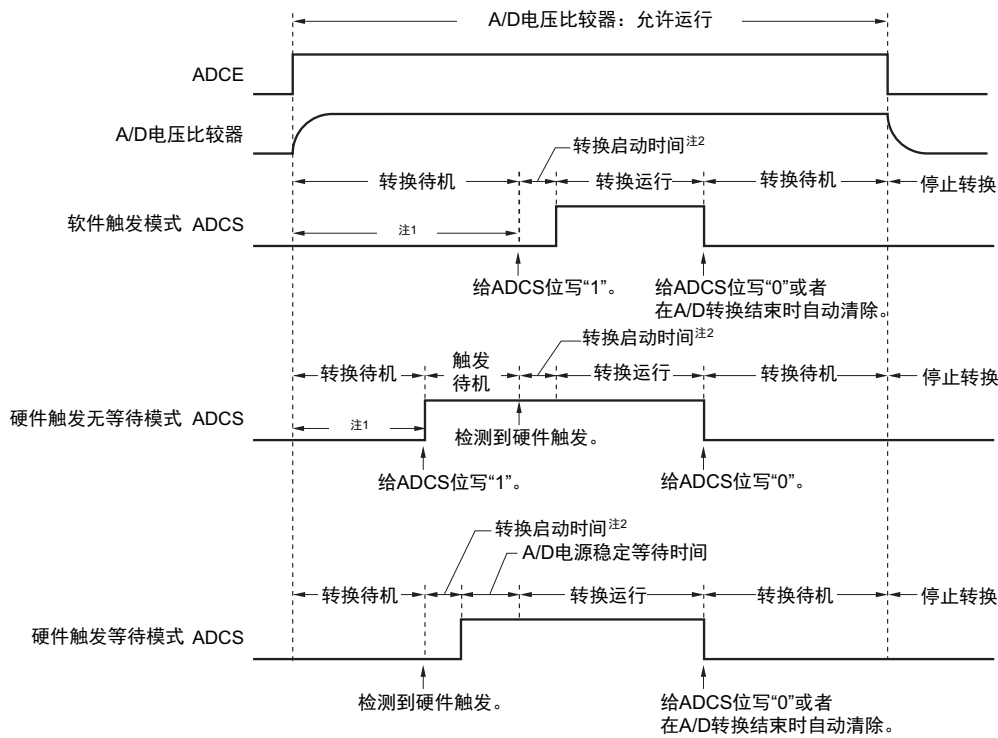 A/D电压比较器：允许运行
ADCE
A/D电压比较器
转换启动时间注2
转换待机
转换运行
转换待机
停止转换
软件触发模式 ADCS
注1
给ADCS位写“1”。
给ADCS位写“0”或者
在A/D转换结束时自动清除。
转换启动时间注2
转换待机
触发
待机
转换运行
转换待机
停止转换
硬件触发无等待模式 ADCS
注1
检测到硬件触发。
给ADCS位写“1”。
给ADCS位写“0”。
转换启动时间注2
A/D电源稳定等待时间
转换待机
转换运行
转换待机
停止转换
硬件触发等待模式 ADCS
检测到硬件触发。
给ADCS位写“0”或者
在A/D转换结束时自动清除。